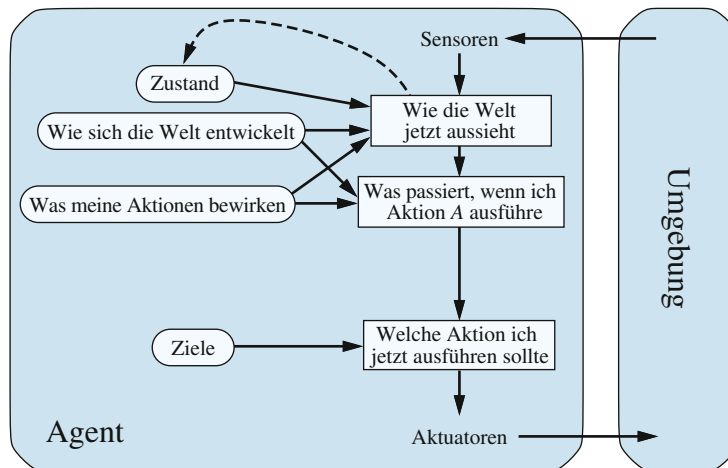 Sensoren
Zustand
Wie die Welt
jetzt aussieht
Wie sich die Welt entwickelt
Was meine Aktionen bewirken
Was passiert, wenn ich
Aktion A ausführe
Umgebung
Ziele
Welche Aktion ich
jetzt ausführen sollte
Agent
Aktuatoren